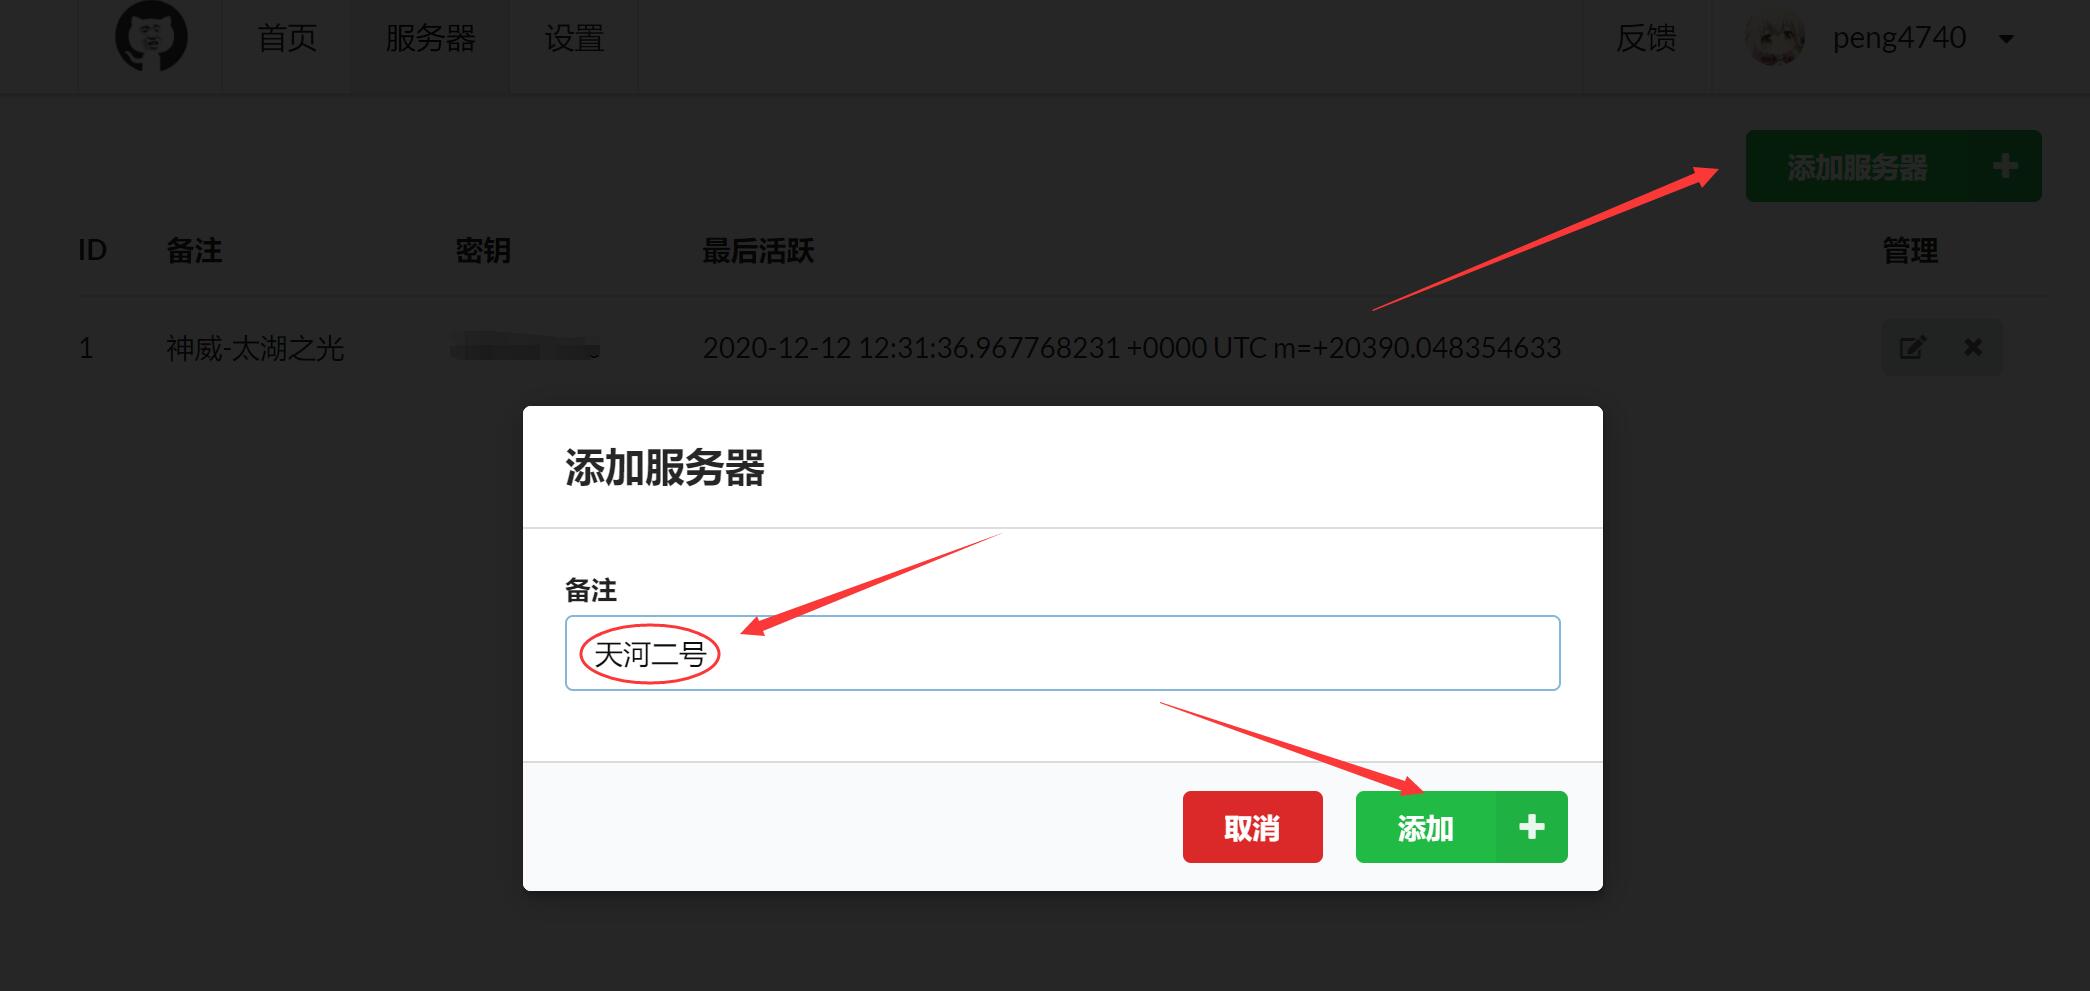 首页 服务器 设置 反馈 peng4740
添加服务器
ID 备注 密钥 最后活跃 管理
1 神威-太湖之光 2020-12-12 12:31:36.967768231 +0000 UTC m=+20390.048354633
添加服务器
备注
天河二号
取消 添加